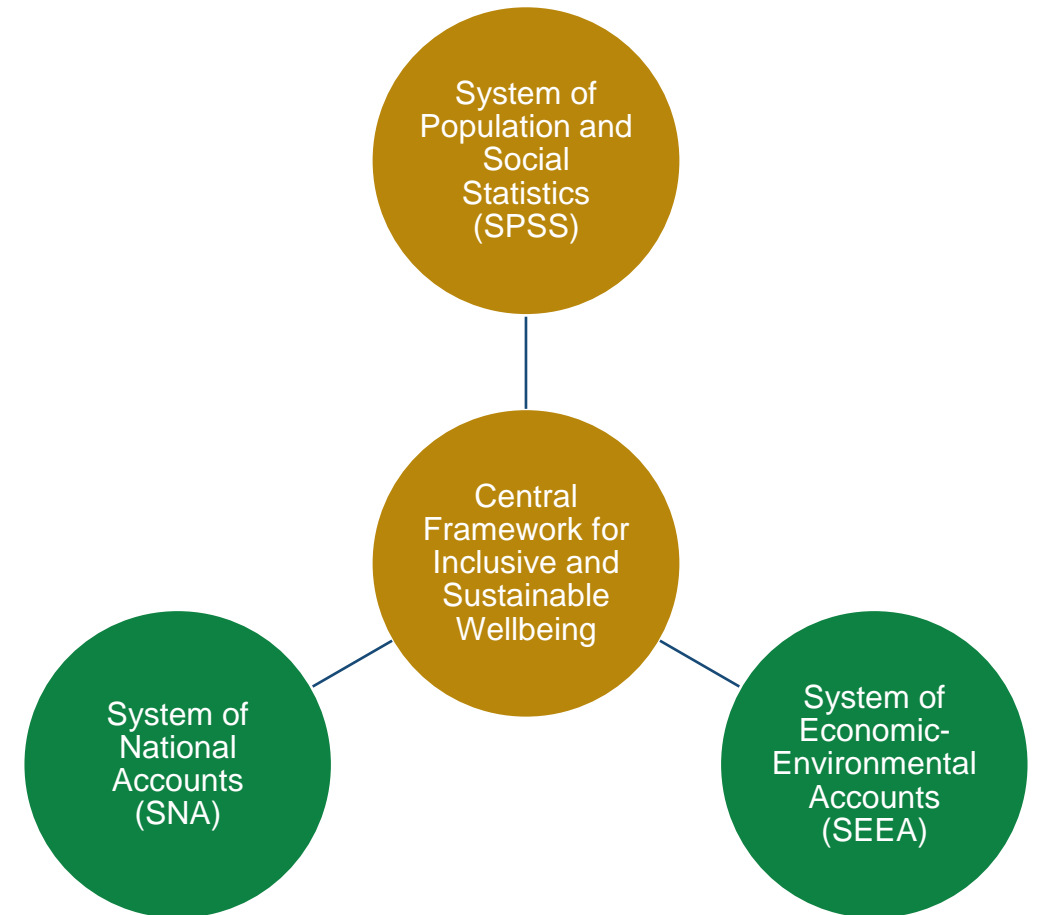 System of
Population and
Social
Statistics
(SPSS)
Central
Framework for
Inclusive and
Sustainable
Wellbeing
System of
National
Accounts
(SNA)
System of
Economic-
Environmental
Accounts
(SEEA)